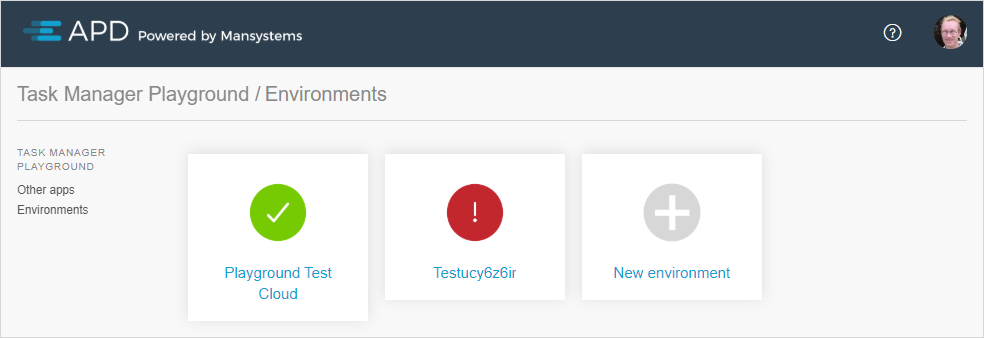 APD Powered by Mansystems
?
Task Manager Playground / Environments
TASK MANAGER
PLAYGROUND
Other apps
Environments
Playground Test
Cloud
!
Testucy6z6ir
New environment